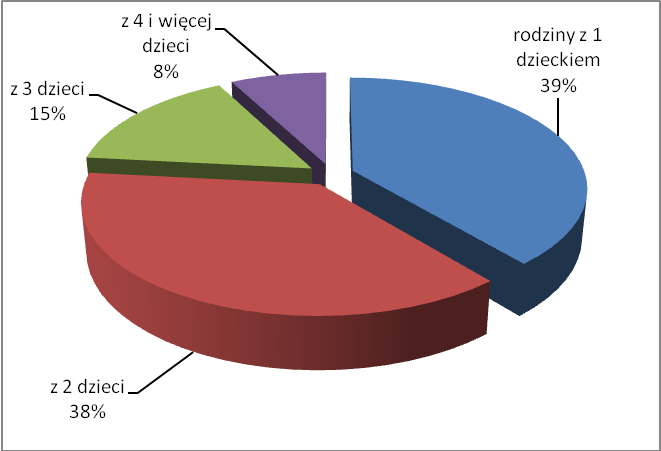 z 4 i więcej
dzieci
8%
rodziny z 1
dzieckiem
39%
z 3 dzieci
15%
z 2 dzieci
38%